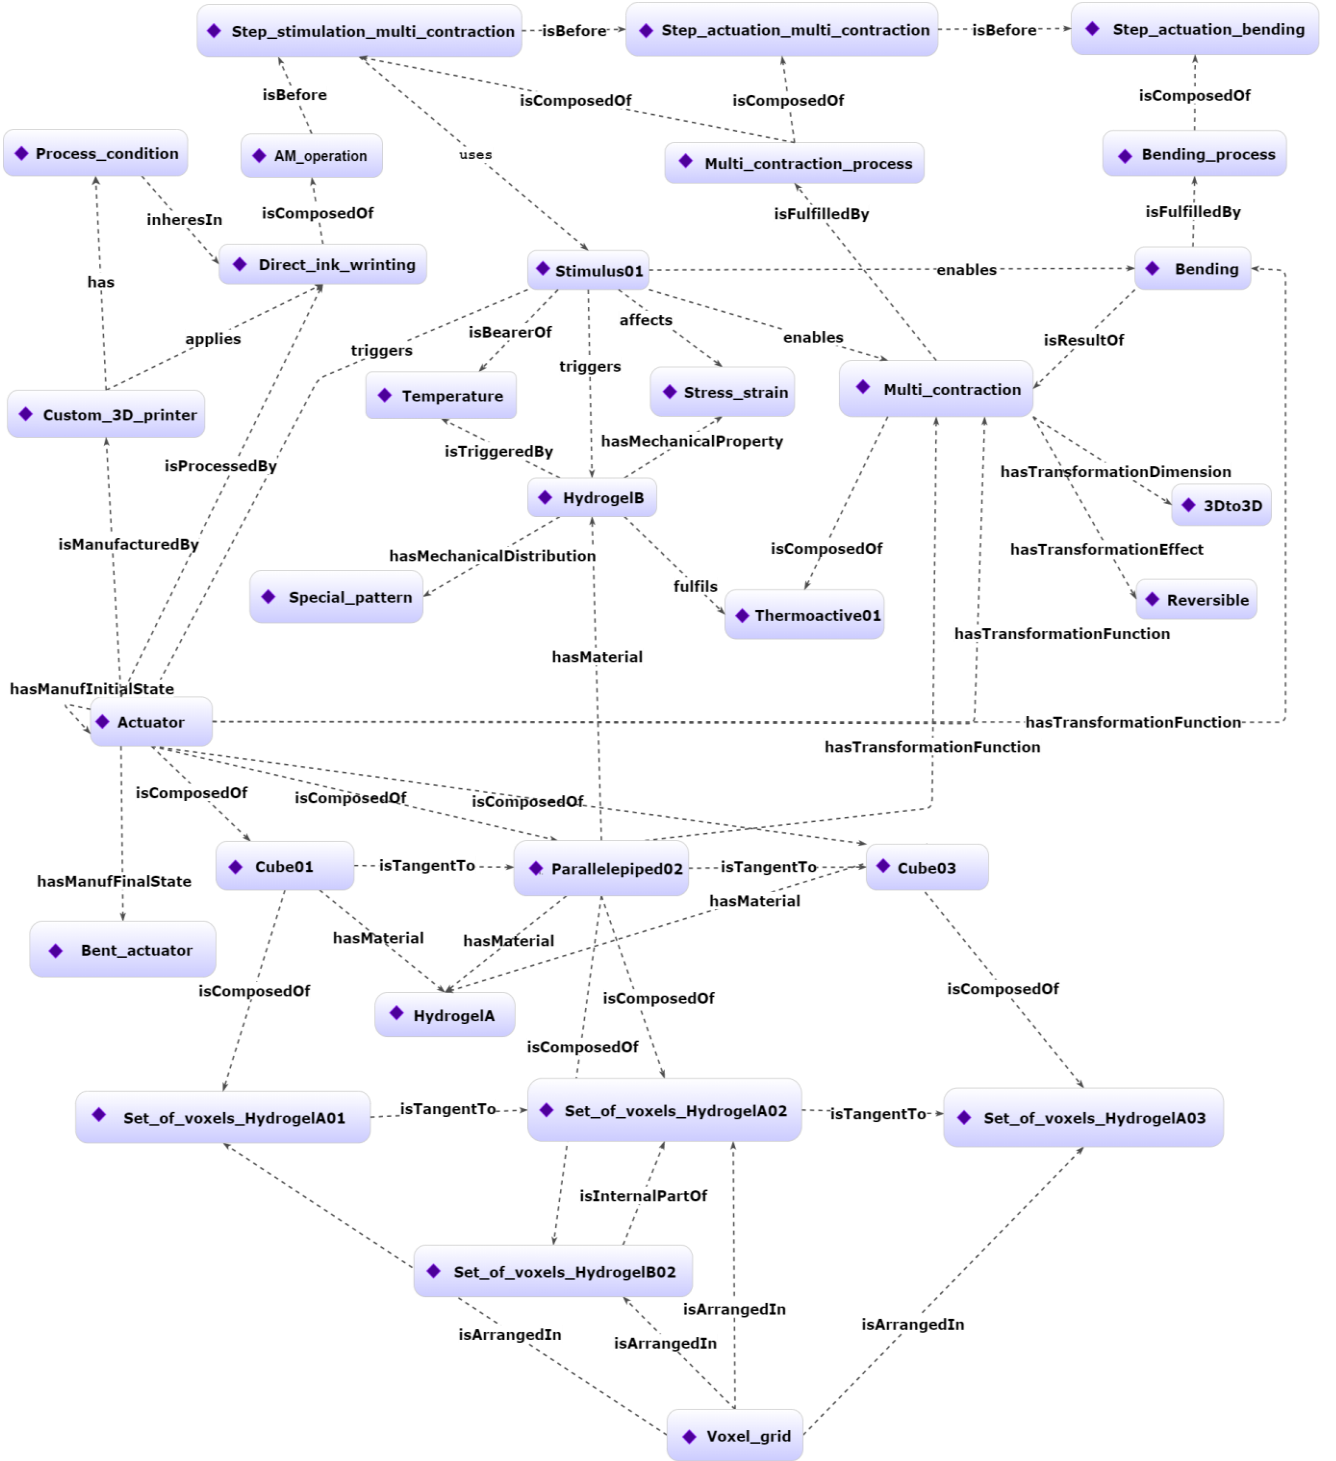 Step_stimulation_multi_contraction
isBefore
Step_actuation_multi_contraction
isBefore
Step_actuation_bending
isBefore
isComposedOf
isComposedOf
isComposedOf
Process_condition
AM_operation
uses
Multi_contraction_process
Bending_process
inheresIn
isComposedOf
isFulfilledBy
isFulfilledBy
Direct_ink_wrinting
Stimulus01
enables
Bending
has
applies
triggers
isBearerOf
affects
triggers
enables
isResultOf
Custom_3D_printer
Temperature
Stress_strain
Multi_contraction
isProcessedBy
isTriggeredBy
hasMechanicalProperty
hasTransformationDimension
HydrogelB
3Dto3D
isManufacturedBy
hasMechanicalDistribution
isComposedOf
hasTransformationEffect
Special_pattern
fulfils
Thermoactive01
Reversible
hasMaterial
hasTransformationFunction
hasManufInitialState
Actuator
hasTransformationFunction
hasTransformationFunction
isComposedOf
isComposedOf
isComposedOf
Cube01
isTangentTo
Parallelepiped02
isTangentTo
Cube03
hasManufFinalState
hasMaterial
Bent_actuator
hasMaterial
hasMaterial
isComposedOf
HydrogelA
isComposedOf
isComposedOf
isComposedOf
Set_of_voxels_HydrogelA01
isTangentTo
Set_of_voxels_HydrogelA02
isTangentTo
Set_of_voxels_HydrogelA03
isInternalPartOf
Set_of_voxels_HydrogelB02
isArrangedIn
isArrangedIn
isArrangedIn
isArrangedIn
Voxel_grid